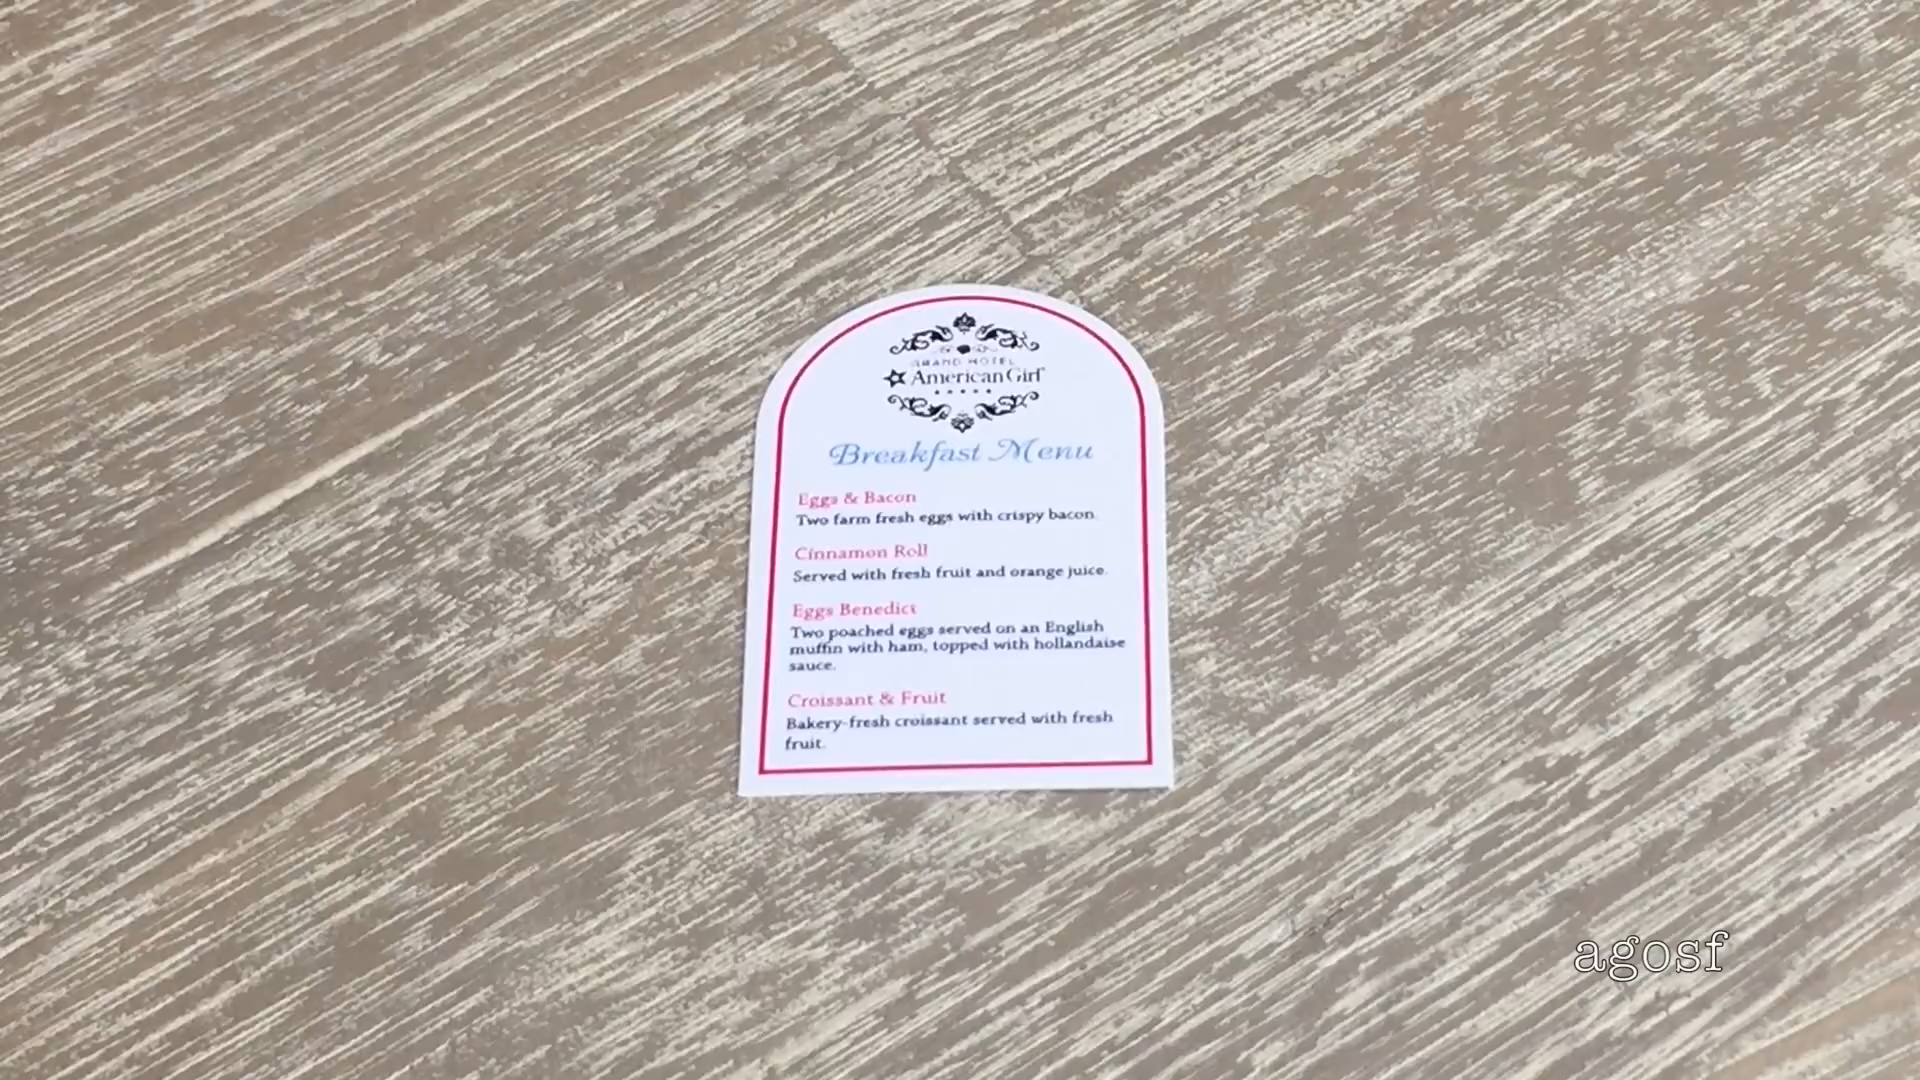 GRAND HOTEL
American Girl
Breakfast Menu
Eggs & Bacon
Two farm fresh eggs with crispy bacon.
Cinnamon Roll
Served with fresh fruit and orange juice.
Eggs Benedict
Two poached eggs served on an English
muffin with ham, topped with hollandaise
sauce.
Croissant & Fruit
Bakery-fresh croissant served with fresh
fruit.
agosf